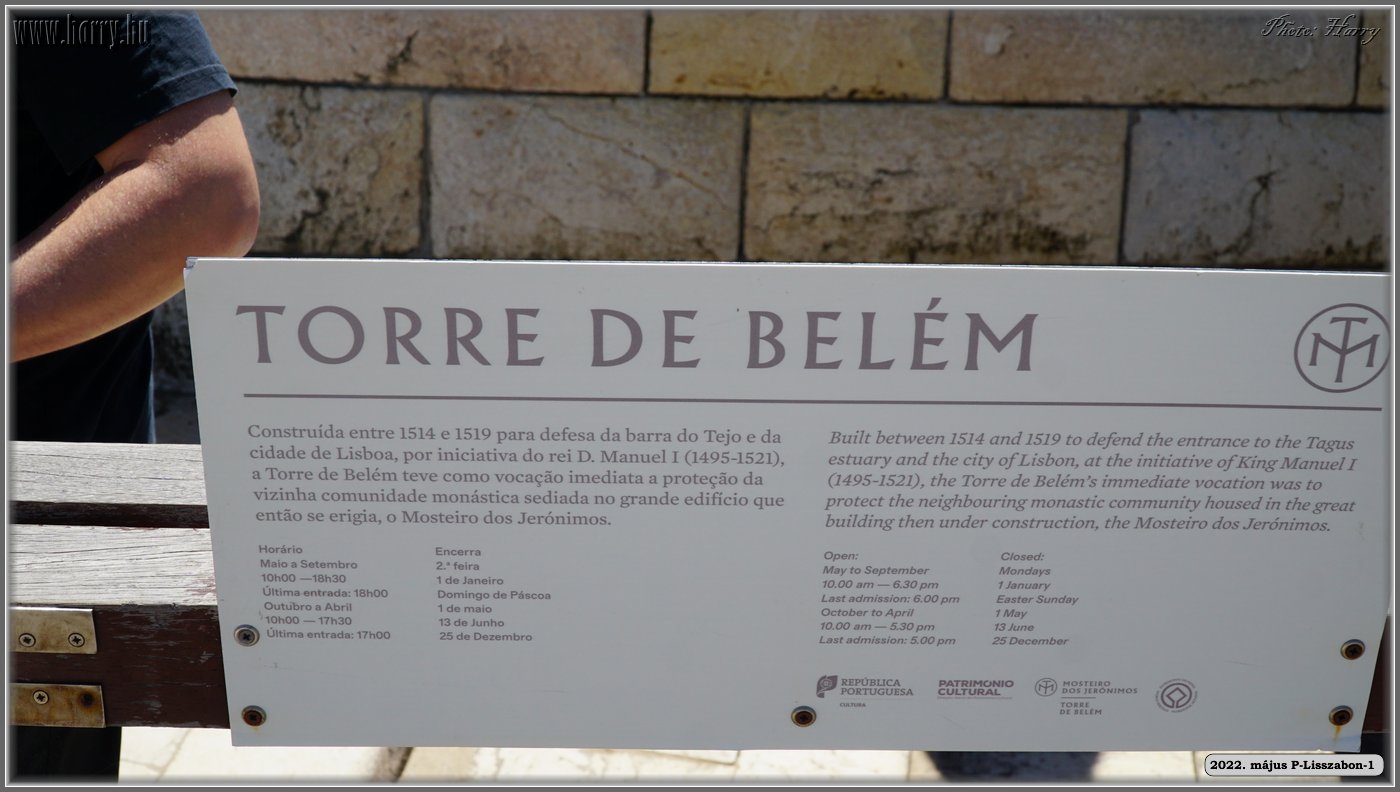 www.harry.hu
Photo: Harry
TORRE DE BELÉM
Construída entre 1514 e 1519 para defesa da barra do Tejo e da
cidade de Lisboa, por iniciativa do rei D. Manuel I (1495-1521),
a Torre de Belém teve como vocação imediata a proteção da
vizinha comunidade monástica sediada no grande edifício que
então se erigia, o Mosteiro dos Jerónimos.
Horário
Maio a Setembro
10h00 —18h30
Última entrada: 18h00
Outubro a Abril
10h00 — 17h30
Última entrada: 17h00
Encerra
2.ª feira
1 de Janeiro
Domingo de Páscoa
1 de maio
13 de Junho
25 de Dezembro
Built between 1514 and 1519 to defend the entrance to the Tagus
estuary and the city of Lisbon, at the initiative of King Manuel I
(1495-1521), the Torre de Belém's immediate vocation was to
protect the neighbouring monastic community housed in the great
building then under construction, the Mosteiro dos Jerónimos.
Open:
May to September
10.00 am — 6.30 pm
Last admission: 6.00 pm
October to April
10.00 am — 5.30 pm
Last admission: 5.00 pm
Closed:
Mondays
1 January
Easter Sunday
1 May
13 June
25 December
REPÚBLICA
PORTUGUESA
CULTURA
PATRIMONIO
CULTURAL
MOSTEIRO
DOS JERÓNIMOS
TORRE
DE BELÉM
2022. május P-Lisszabon-1